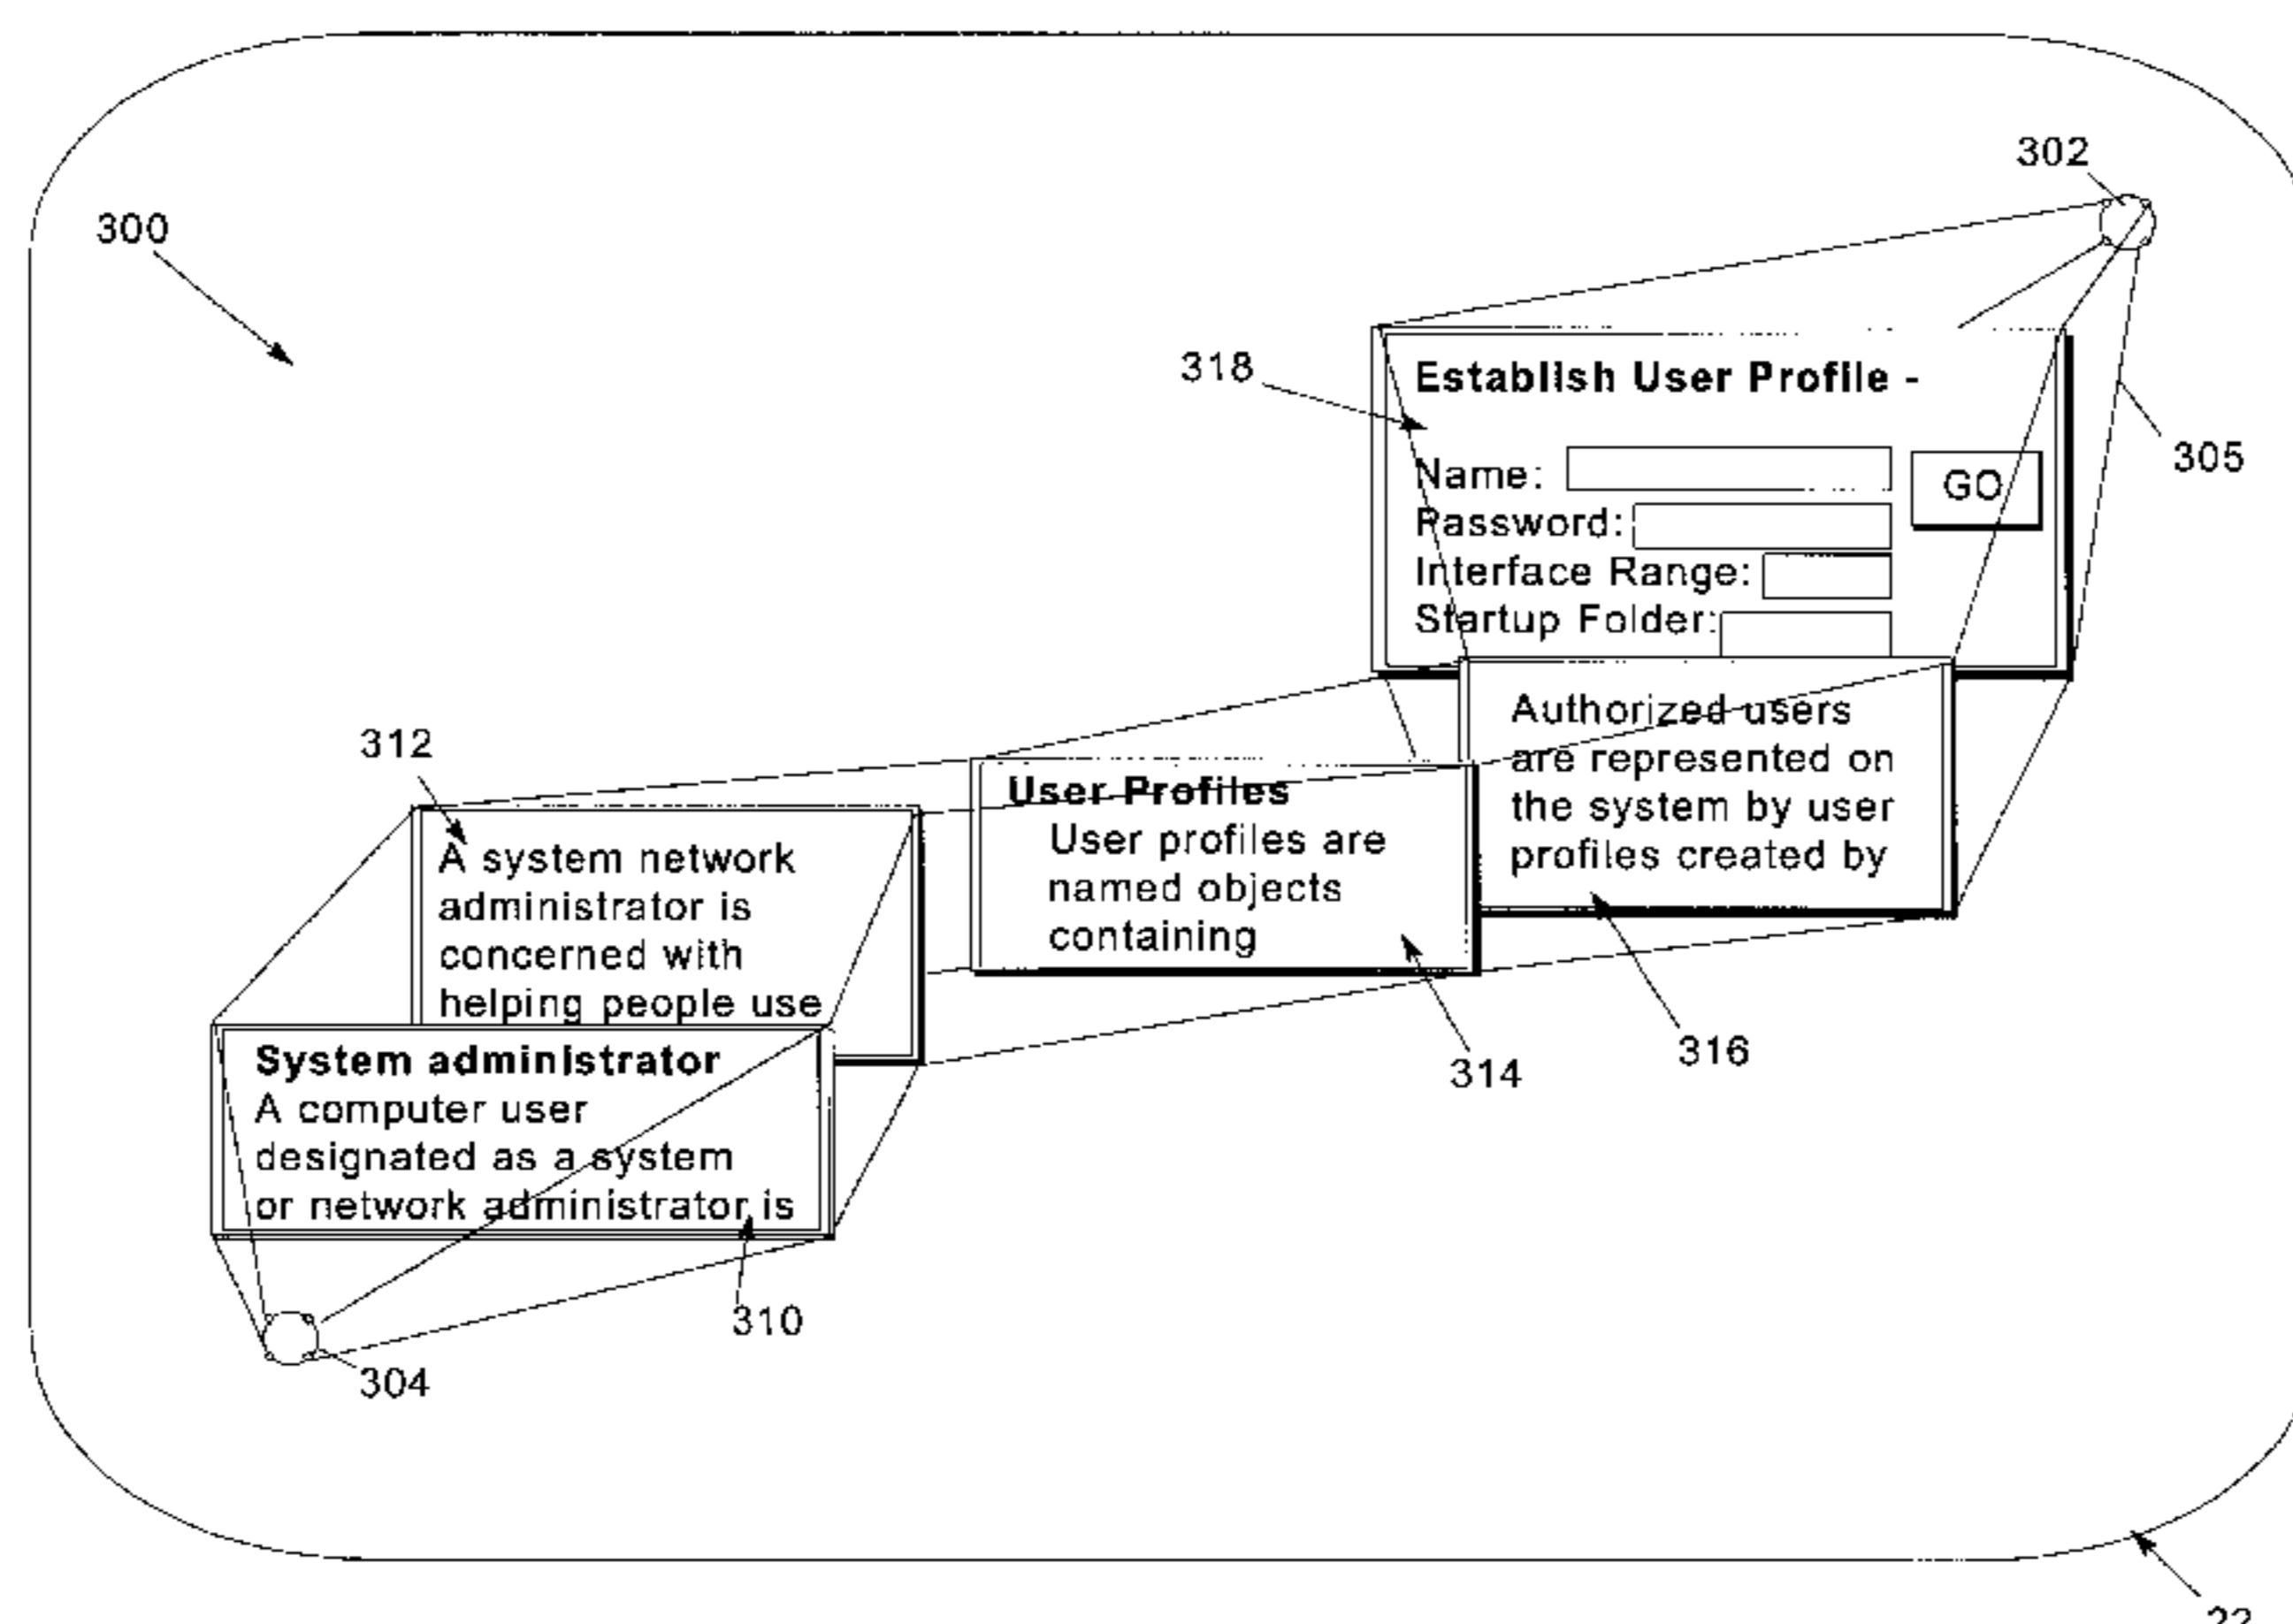 302
300
318
Establish User Profile -
Name:
GO
305
Password:
Interface Range:
Startup Folder:
Authorized users
are represented on
the system by user
profiles created by
312
User Profiles
User profiles are
named objects
containing
A system network
administrator is
concerned with
helping people use
316
314
System administrator
A computer user
designated as a system
or network administrator is
310
304
22